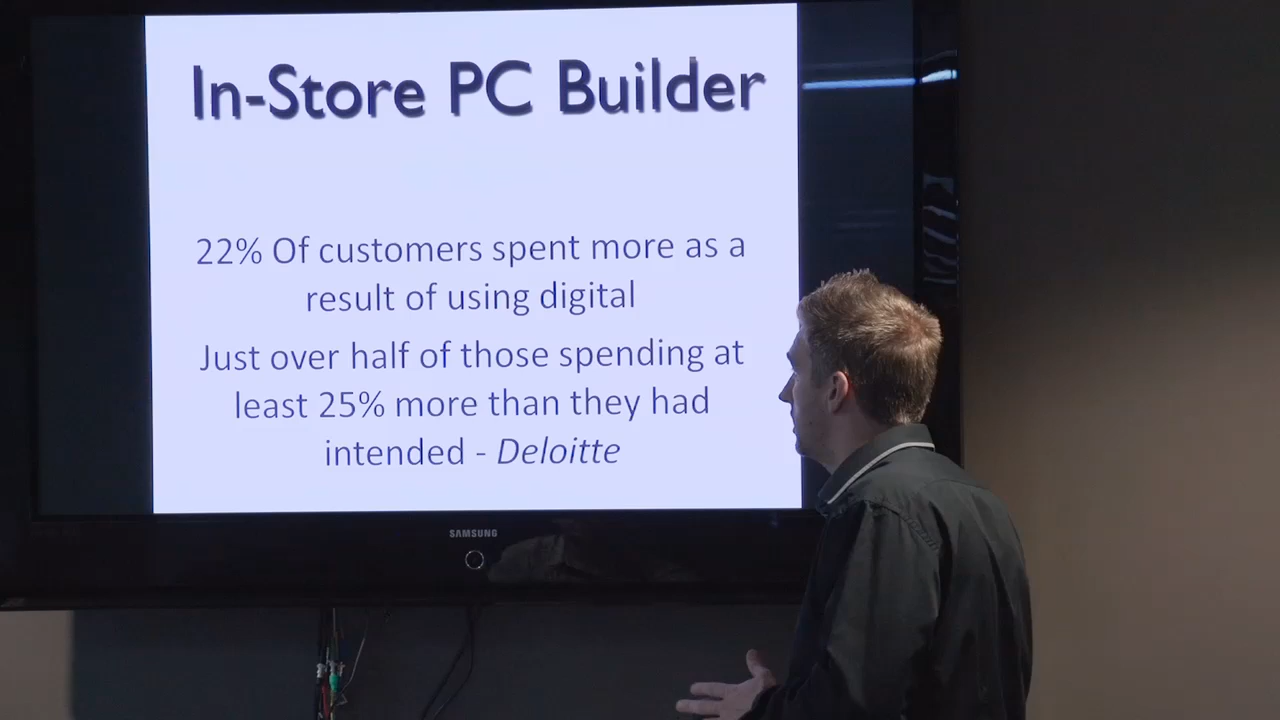 In-Store PC Builder
22% Of customers spent more as a
result of using digital
Just over half of those spending at
least 25% more than they had
intended - Deloitte
SAMSUNG